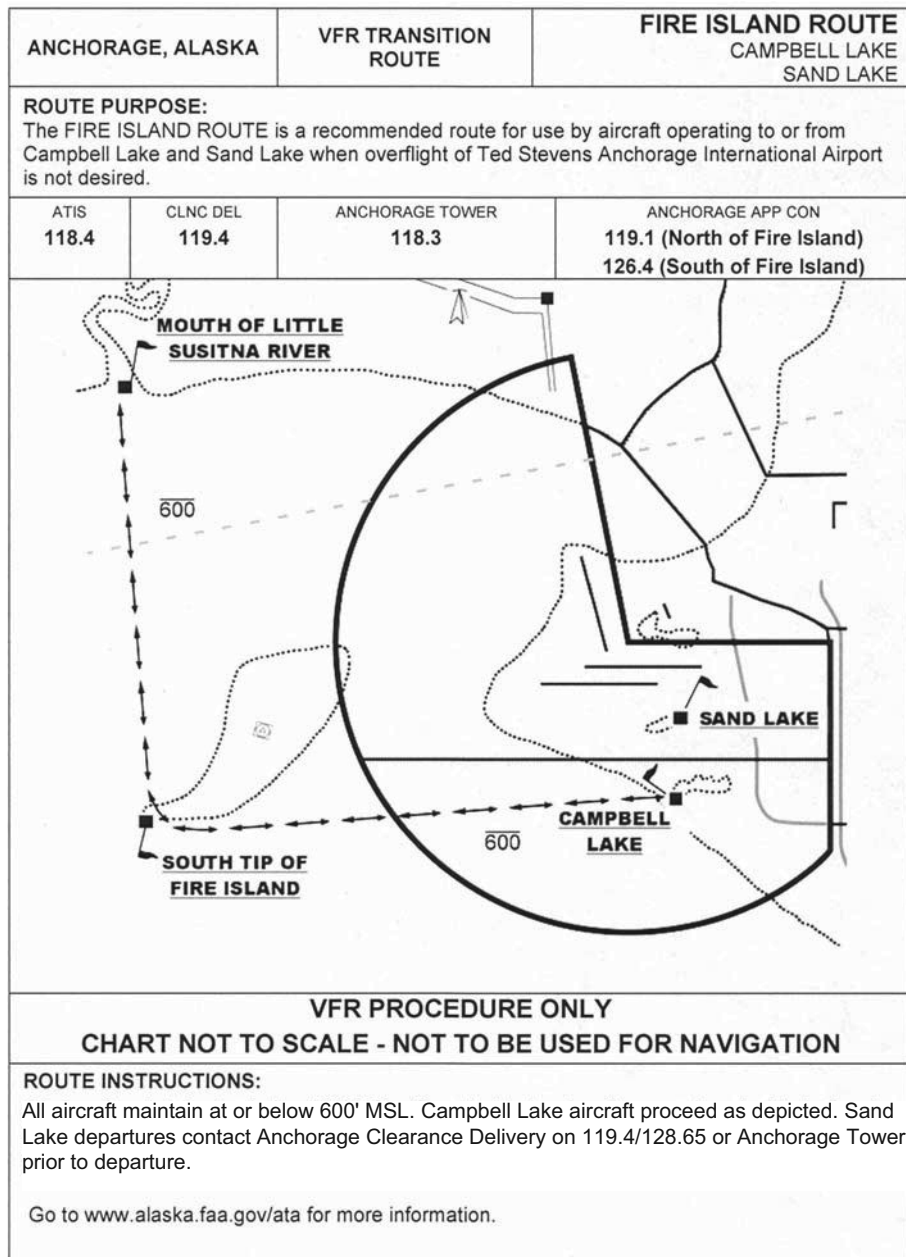 ANCHORAGE, ALASKA
VFR TRANSITION
ROUTE
FIRE ISLAND ROUTE
CAMPBELL LAKE
SAND LAKE
ROUTE PURPOSE:
The FIRE ISLAND ROUTE is a recommended route for use by aircraft operating to or from
Campbell Lake and Sand Lake when overflight of Ted Stevens Anchorage International Airport
is not desired.
ATIS
118.4
CLNC DEL
119.4
ANCHORAGE TOWER
118.3
ANCHORAGE APP CON
119.1 (North of Fire Island)
126.4 (South of Fire Island)
MOUTH OF LITTLE
SUSITNA RIVER
600
SAND LAKE
CAMPBELL
LAKE
600
SOUTH TIP OF
FIRE ISLAND
VFR PROCEDURE ONLY
CHART NOT TO SCALE - NOT TO BE USED FOR NAVIGATION
ROUTE INSTRUCTIONS:
All aircraft maintain at or below 600' MSL. Campbell Lake aircraft proceed as depicted. Sand
Lake departures contact Anchorage Clearance Delivery on 119.4/128.65 or Anchorage Tower
prior to departure.
Go to www.alaska.faa.gov/ata for more information.